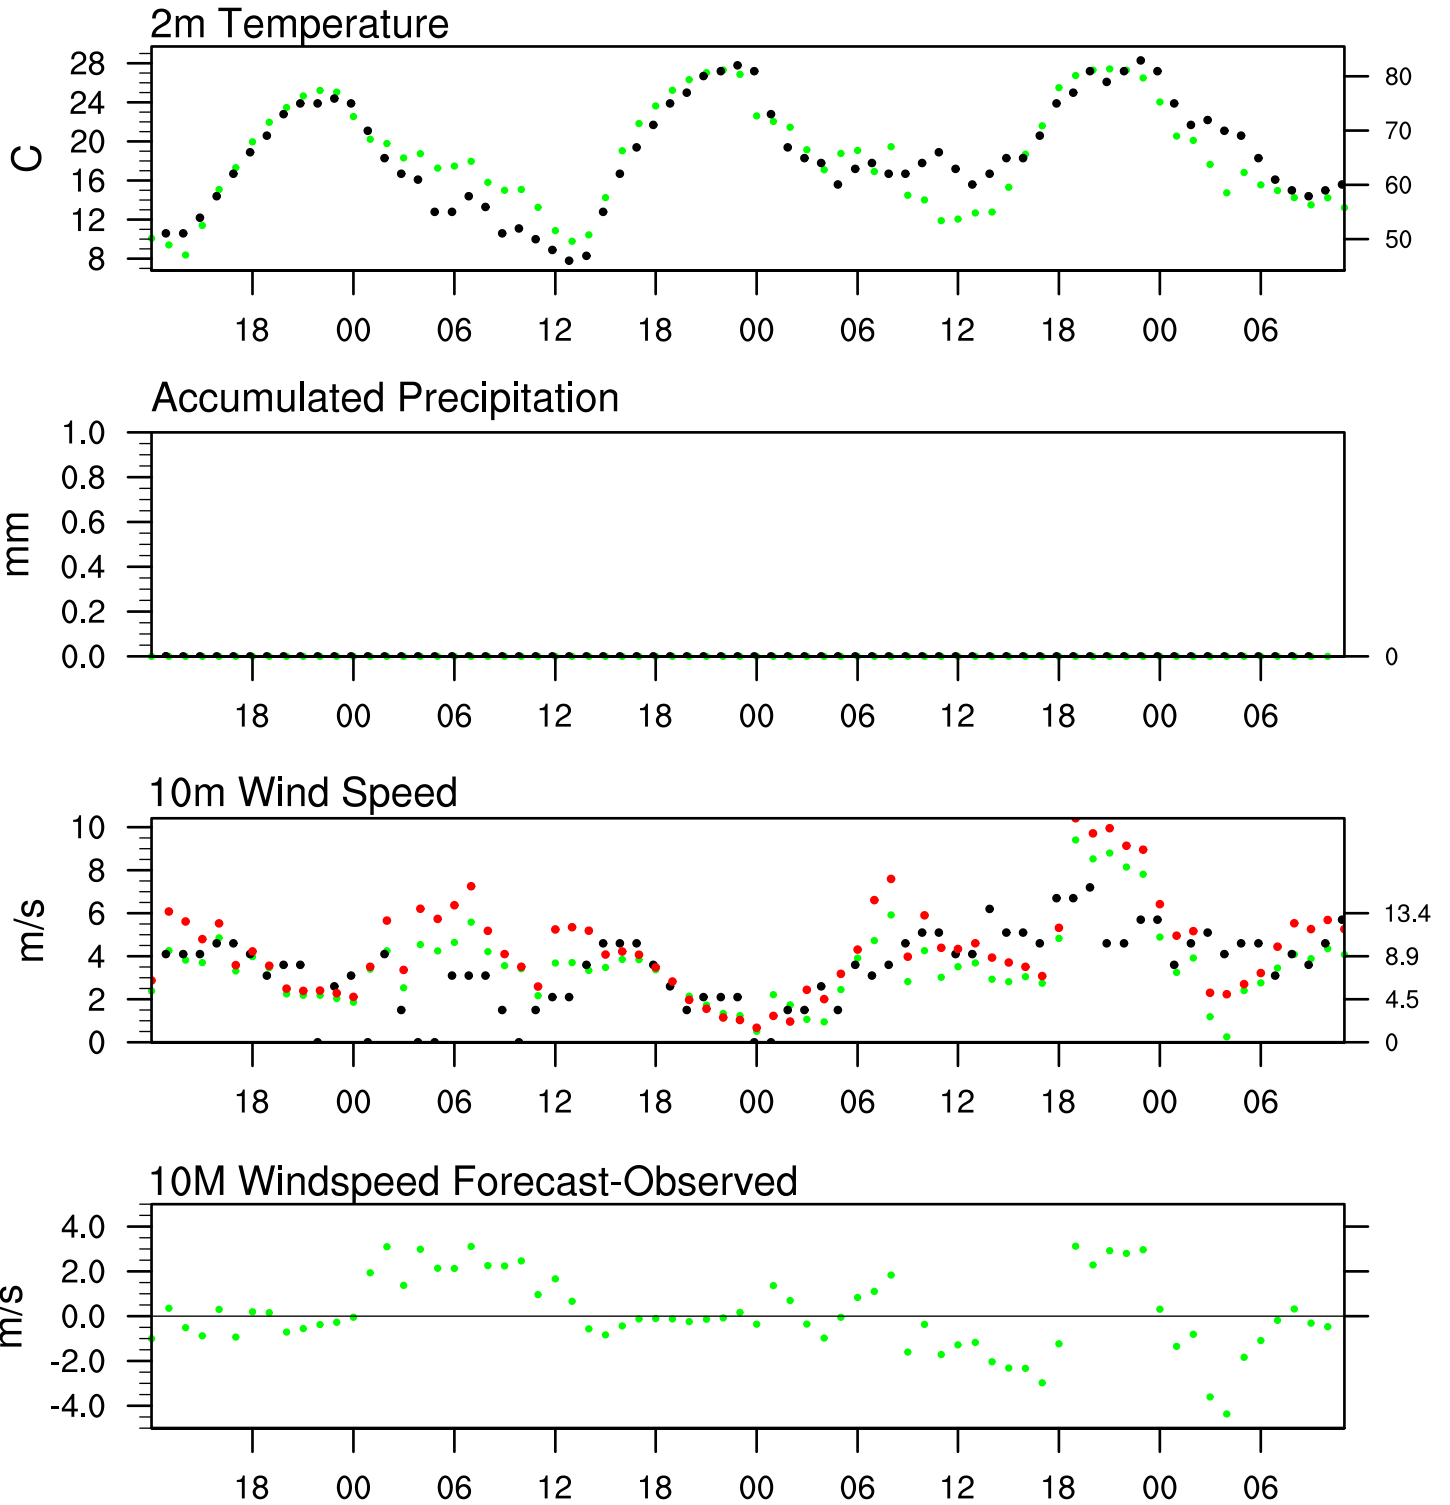 2m Temperature
28
24
20
16
12
8
C
80
70
60
50
18 00 06 12 18 00 06 12 18 00 06
Accumulated Precipitation
1.0
0.8
0.6
0.4
0.2
0.0
mm
0
18 00 06 12 18 00 06 12 18 00 06
10m Wind Speed
10
8
6
4
2
0
m/s
13.4
8.9
4.5
0
18 00 06 12 18 00 06 12 18 00 06
10M Windspeed Forecast-Observed
4.0
2.0
0.0
-2.0
-4.0
m/s
18 00 06 12 18 00 06 12 18 00 06